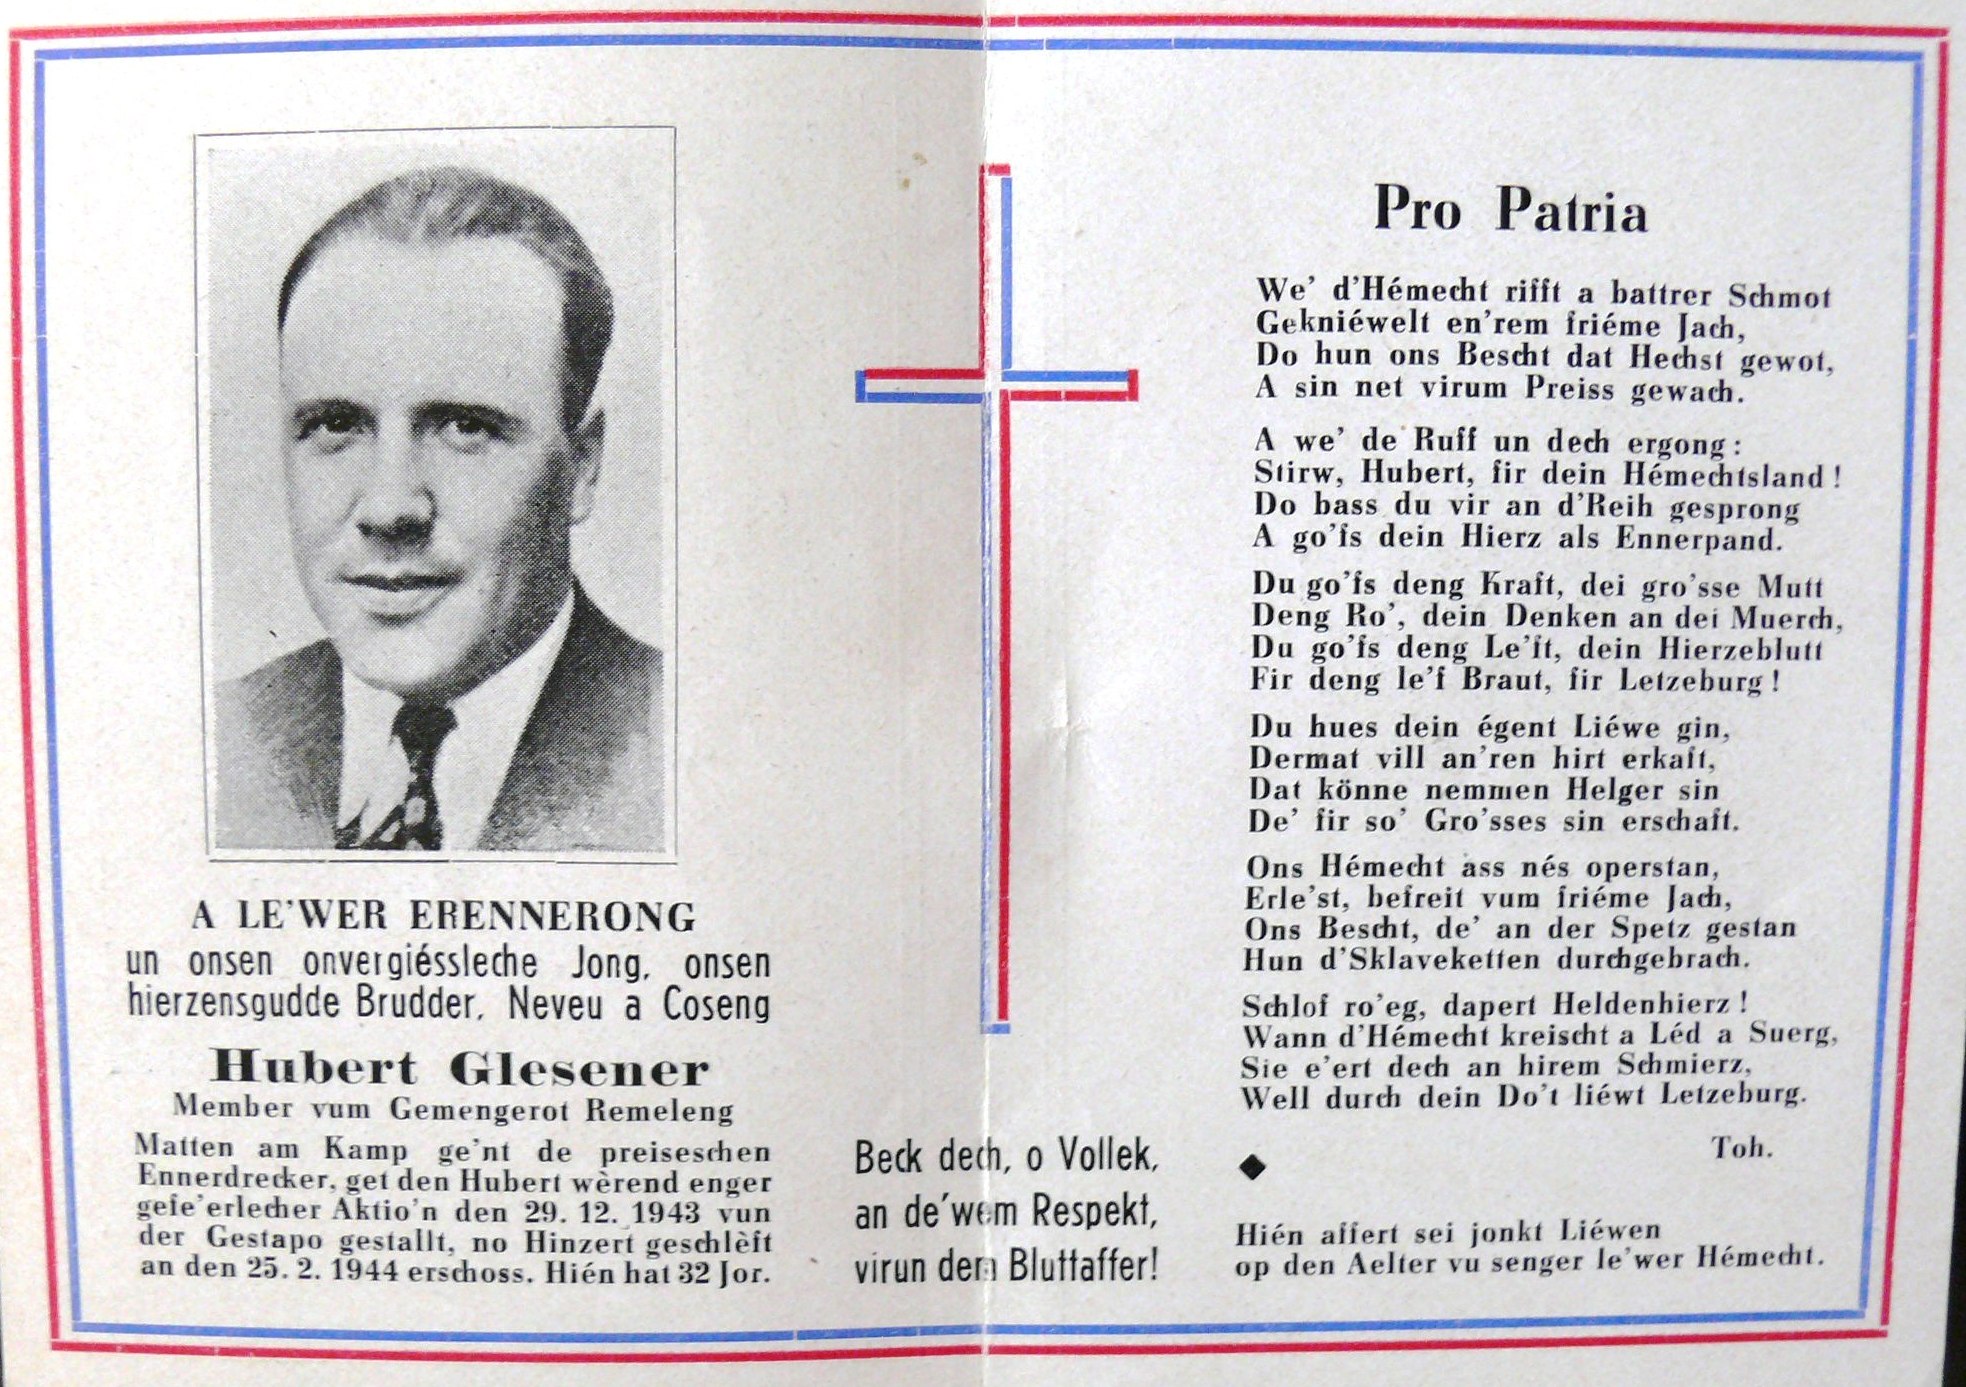 A LE'WER ERENNERONG
un onsen onvergiéssleche Jong, onsen
hierzensgudde Brudder, Neveu a Coseng
Hubert Glesener
Member vum Gemengerot Remeleng
Matten am Kamp ge'nt de preiseschen
Ennerdrecker, get den Hubert wèrend enger
gefe'erlecher Aktio'n den 29. 12. 1943 vun
der Gestapo gestallt, no Hinzert geschlèft
an den 25. 2. 1944 erschoss. Hién hat 32 Jor.
Beck dech, o Vollek,
an de'wem Respekt,
virun dem Bluttaffer!
Pro Patria
We' d'Hémecht rifft a battrer Schmot
Gekniéwelt en'rem friéme Jach,
Do hun ons Bescht dat Hechst gewot,
A sin net virum Preiss gewach.
A we' de Ruff un dech ergong:
Stirw, Hubert, fir dein Hémechtsland!
Do bass du vir an d'Reih gesprong
A go'fs dein Hierz als Ennerpand.
Du go'fs deng Kraft, dei gro'sse Mutt
Deng Ro', dein Denken an dei Muerch,
Du go'fs deng Le'ft, dein Hierzeblutt
Fir deng le'f Braut, fir Letzeburg!
Du hues dein égent Liéwe gin,
Dermat vill an'ren hirt erkaft,
Dat könne nemmen Helger sin
De' fir so' Gro'sses sin erschaft.
Ons Hémecht ass nés operstan,
Erle'st, befreit vum friéme Jach,
Ons Bescht, de' an der Spetz gestan
Hun d'Sklaveketten durchgebrach.
Schlof ro'eg, dapert Heldenhierz!
Wann d'Hémecht kreischt a Léd a Suerg,
Sie e'ert dech an hirem Schmierz,
Well durch dein Do't liéwt Letzeburg.
Toh.
Hién affert sei jonkt Liéwen
op den Aelter vu senger le'wer Hémecht.